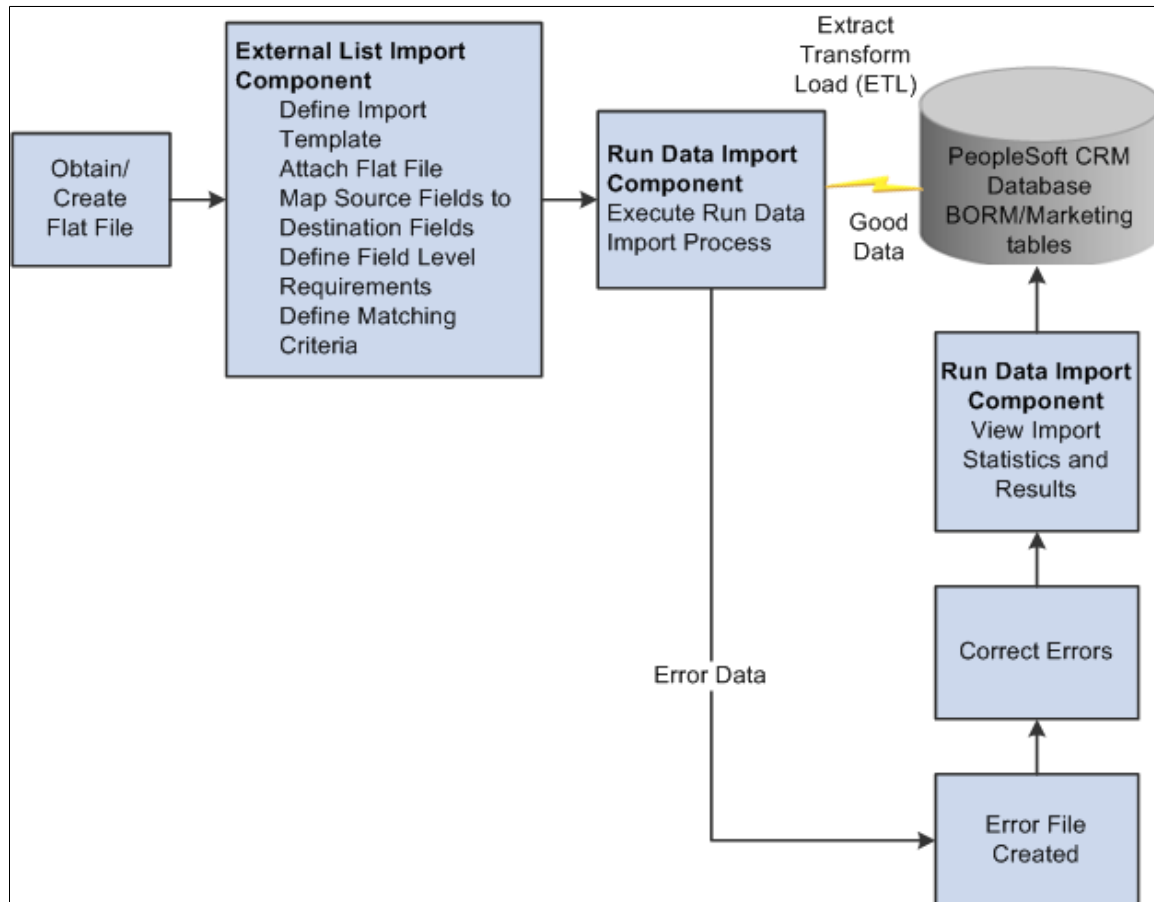 Obtain/
Create
Flat File
External List Import
Component
Define Import
Template
Attach Flat File
Map Source Fields to
Destination Fields
Define Field Level
Requirements
Define Matching
Criteria
Run Data Import
Component
Execute Run Data
Import Process
Extract
Transform
Load (ETL)
Good
Data
PeopleSoft CRM
Database
BORM/Marketing
tables
Run Data Import
Component
View Import
Statistics and
Results
Correct Errors
Error Data
Error File
Created